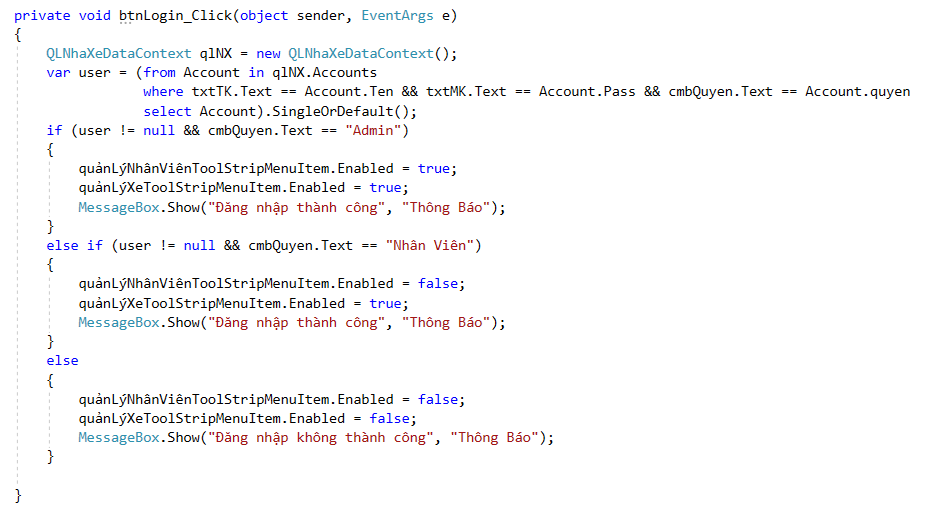 private void btnLogin_Click(object sender, EventArgs e)
{
    QLNhaXeDataContext qlNX = new QLNhaXeDataContext();
    var user = (from Account in qlNX.Accounts
                where txtTK.Text == Account.Ten && txtMK.Text == Account.Pass && cmbQuyen.Text == Account.quyen
                select Account).SingleOrDefault();
    if (user != null && cmbQuyen.Text == "Admin")
    {
        quảnLýNhânViênToolStripMenuItem.Enabled = true;
        quảnLýXeToolStripMenuItem.Enabled = true;
        MessageBox.Show("Đăng nhập thành công", "Thông Báo");
    }
    else if (user != null && cmbQuyen.Text == "Nhân Viên")
    {
        quảnLýNhânViênToolStripMenuItem.Enabled = false;
        quảnLýXeToolStripMenuItem.Enabled = true;
        MessageBox.Show("Đăng nhập thành công", "Thông Báo");
    }
    else
    {
        quảnLýNhânViênToolStripMenuItem.Enabled = false;
        quảnLýXeToolStripMenuItem.Enabled = false;
        MessageBox.Show("Đăng nhập không thành công", "Thông Báo");
    }

}